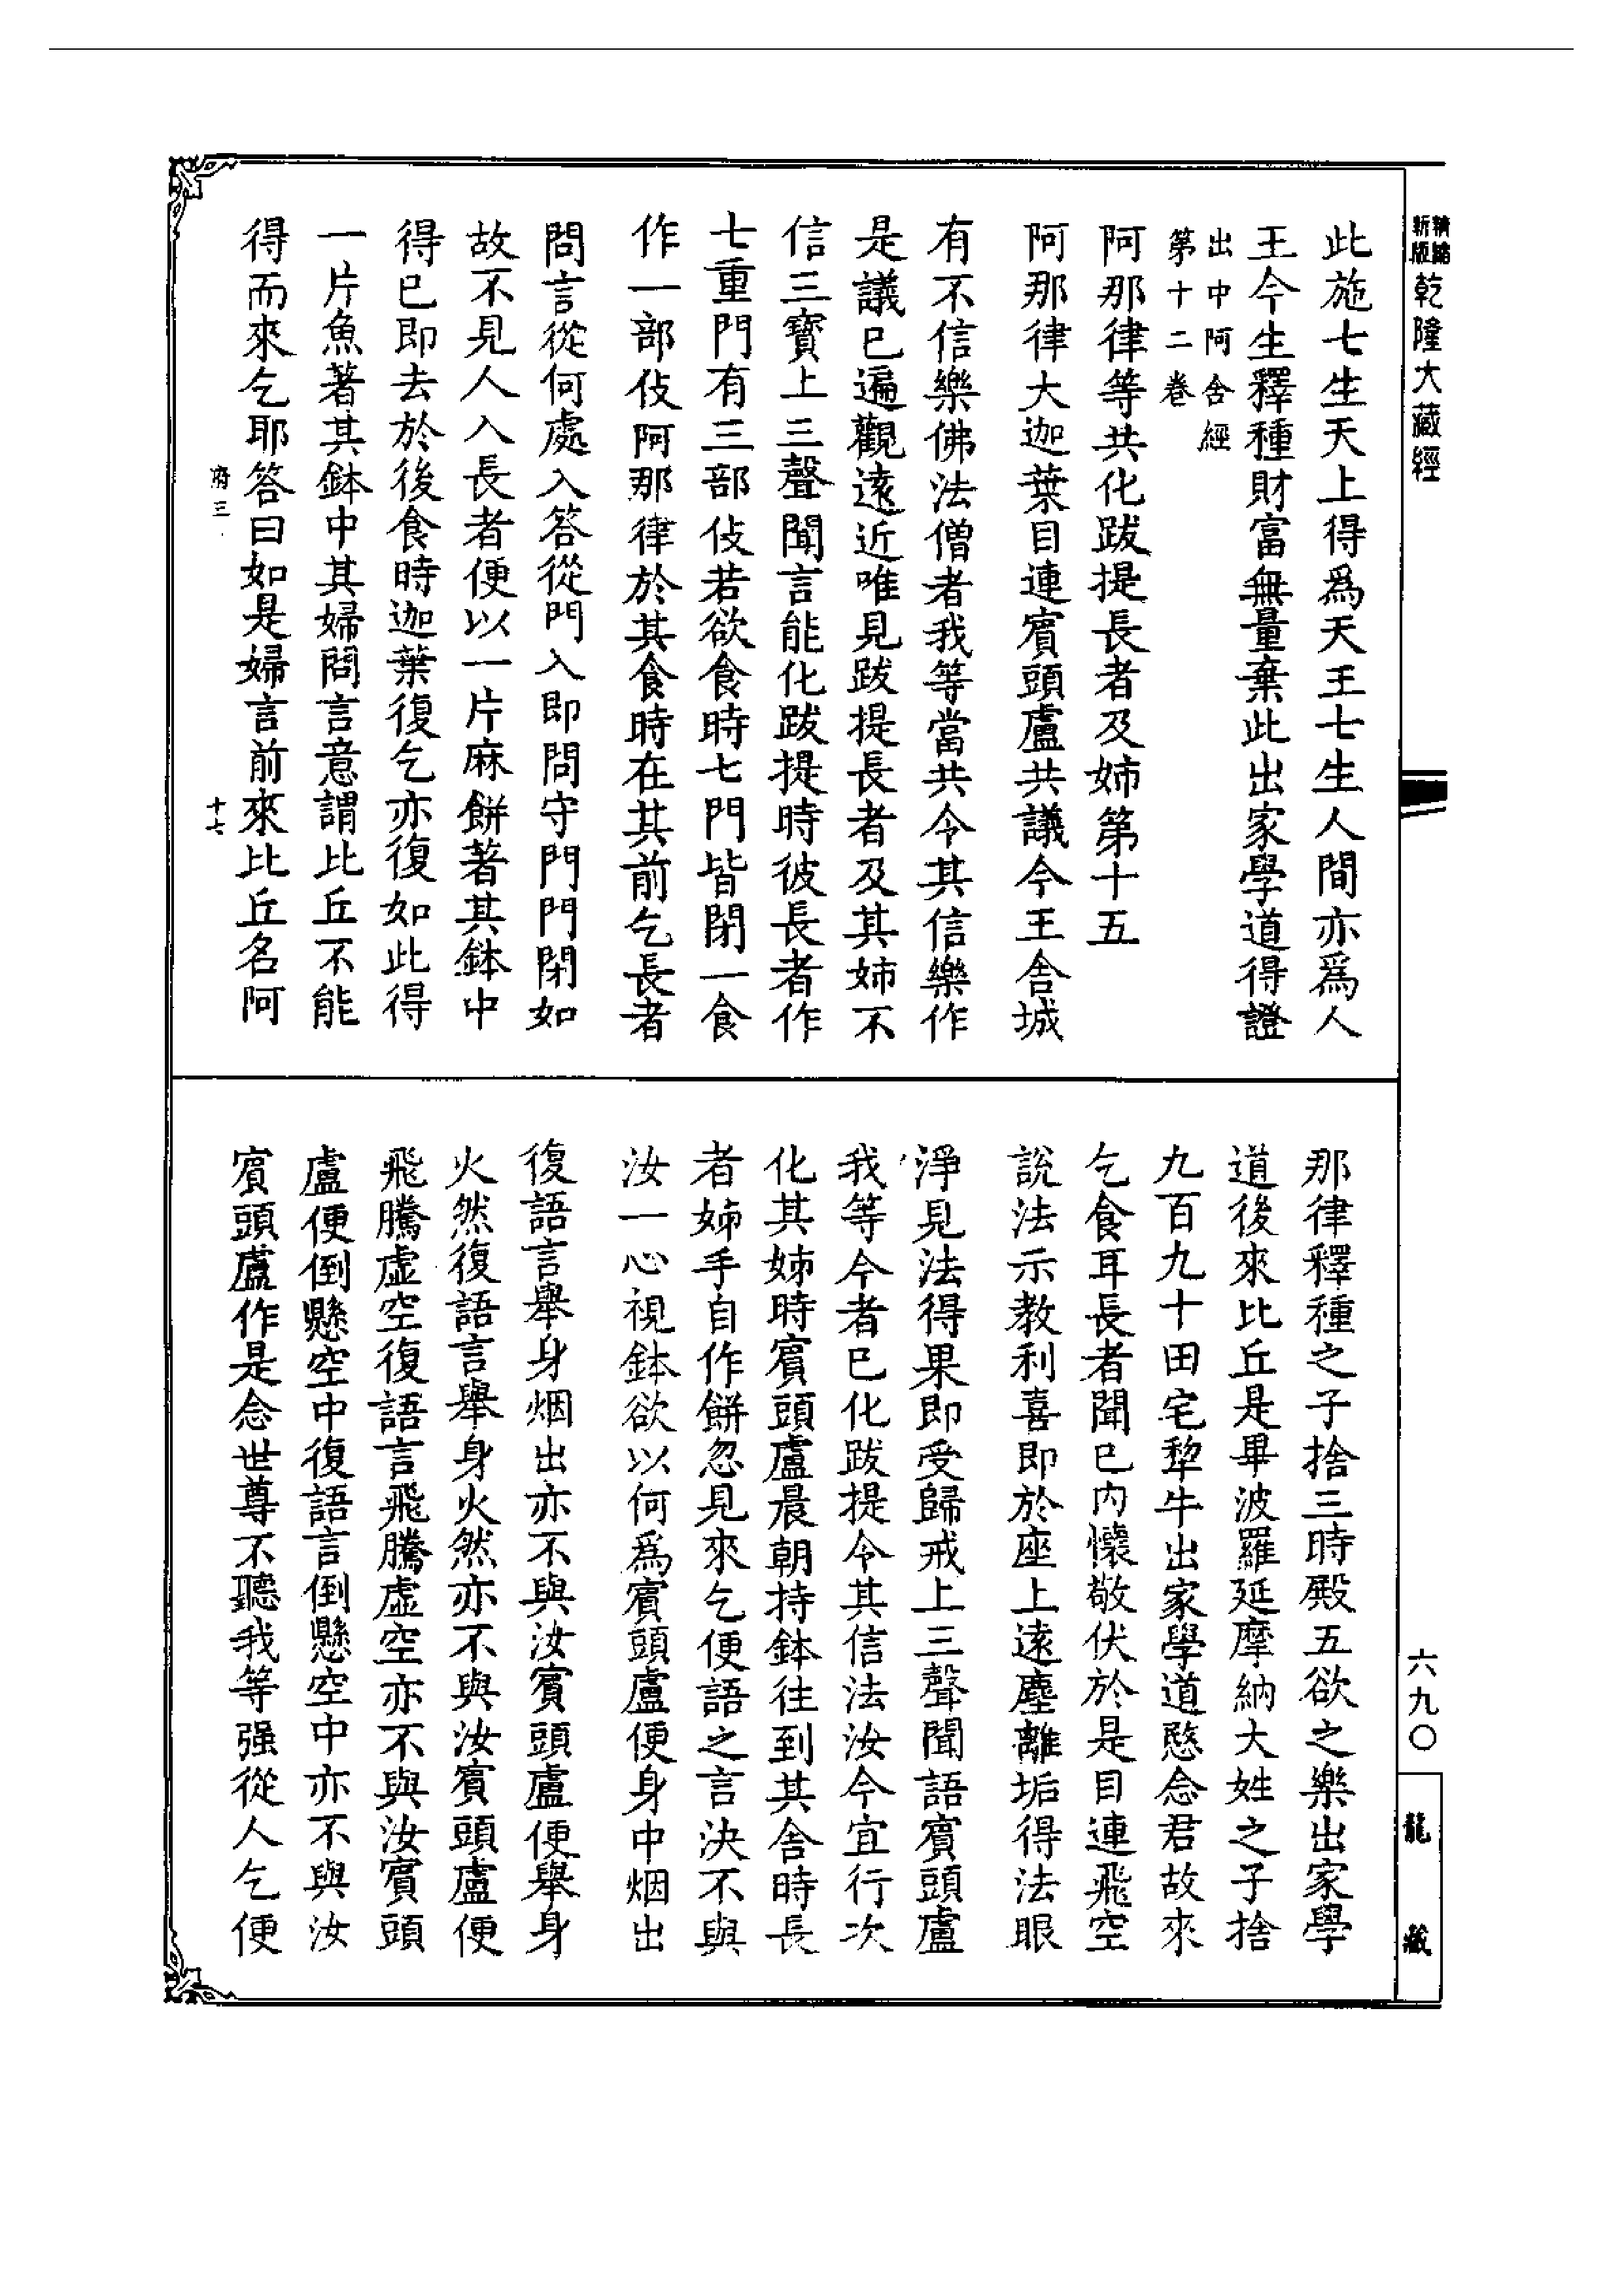 精縮新版乾隆大藏經
此施七生天上得爲天王七生人間亦爲人
王今生釋種財富無量棄此出家學道得證
出中阿含經
第十二卷
阿那律等共化跋提長者及姉第十五
阿那律大迦葉目連賓頭盧共議今王舍城
有不信樂佛法僧者我等當共令其信樂作
是議已遍觀遠近唯見跋提長者及其姉不
信三寶上三聲聞言能化跋提時彼長者作
七重門有三部伎若欲食時七門皆閉一食
作一部伎阿那律於其食時在其前乞長者
問言從何處入答從門入即問守門門閉如
故不見人入長者便以一片麻餅著其鉢中
得已即去於後食時迦葉復乞亦復如此得
一片魚著其鉢中其婦問言意謂比丘不能
得而來乞耶答曰如是婦言前來比丘名阿
府三
十七
那律釋種之子捨三時殿五欲之樂出家學
道後來比丘是畢波羅延摩納大姓之子捨
九百九十田宅犂牛出家學道愍念君故來
乞食耳長者聞已内懷敬伏於是目連飛空
說法示教利喜即於座上遠塵離垢得法眼
淨見法得果即受歸戒上三聲聞語賓頭盧
我等今者已化跋提令其信法汝今宜行次
化其姊時賓頭盧晨朝持鉢往到其舍時長
者姊手自作餅忽見來乞便語之言決不與
汝一心視鉢欲以何爲賓頭盧便身中烟出
復語言舉身烟出亦不與汝賓頭盧便舉身
火然復語言舉身火然亦不與汝賓頭盧便
飛騰虛空復語言飛騰虛空亦不與汝賓頭
盧便倒懸空中復語言倒懸空中亦不與汝
賓頭盧作是念世尊不聽我等强從人乞便
六九〇
龍藏